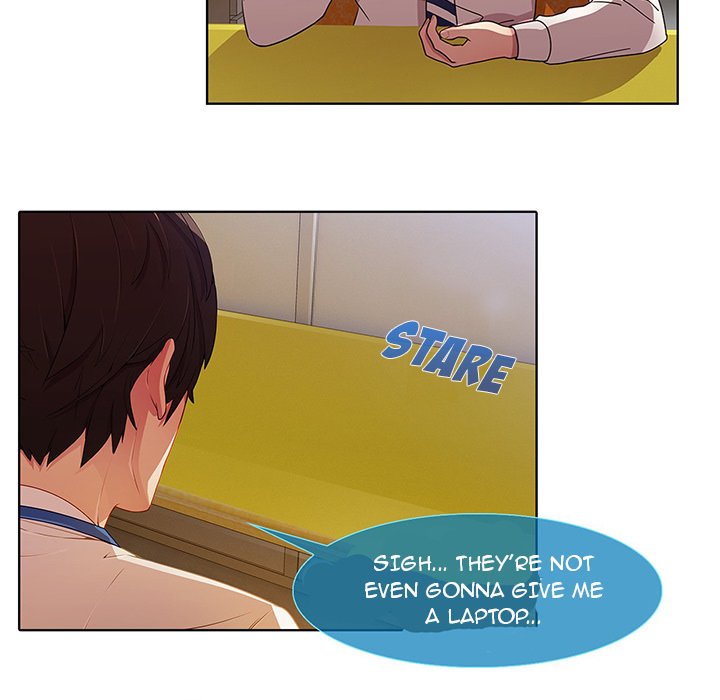 STARE
SIGH... THEY'RE NOT
EVEN GONNA GIVE ME
A LAPTOP...